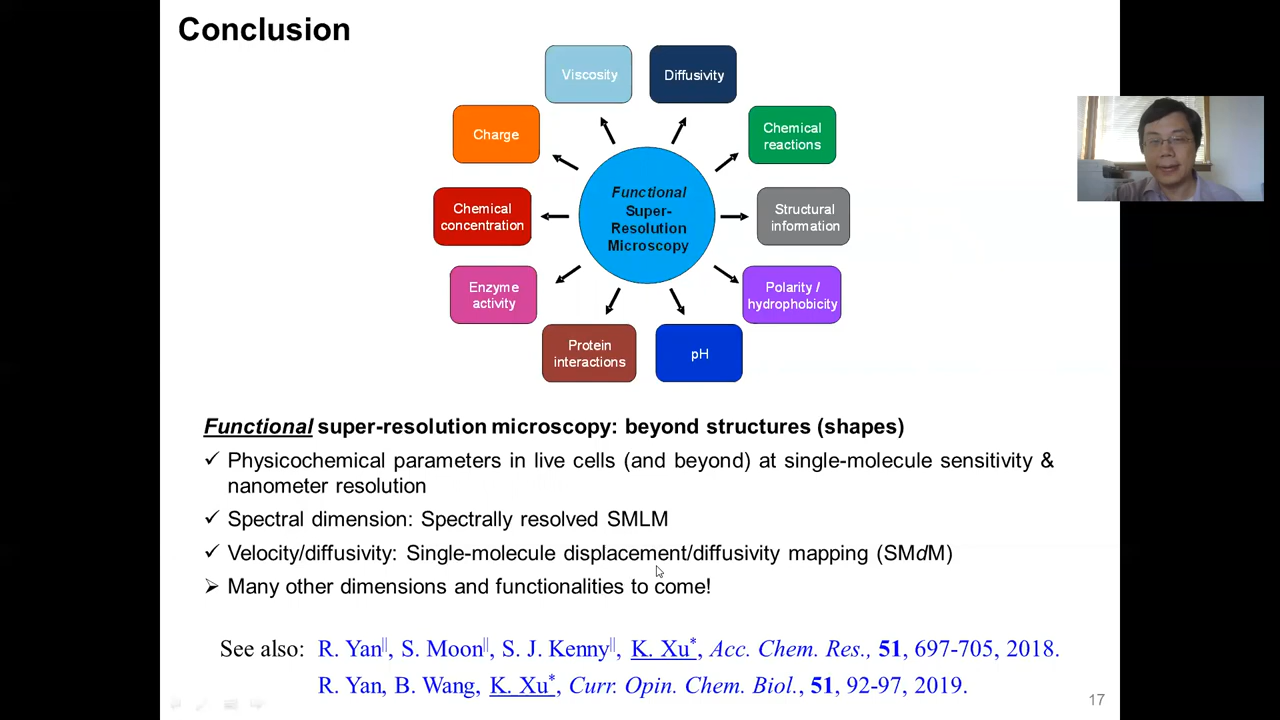 Conclusion
Viscosity
Diffusivity
Charge
Chemical
reactions
Functional
Super-
Resolution
Microscopy
Chemical
concentration
Structural
information
Enzyme
activity
Polarity /
hydrophobicity
Protein
interactions
pH
Functional super-resolution microscopy: beyond structures (shapes)
✓ Physicochemical parameters in live cells (and beyond) at single-molecule sensitivity &
nanometer resolution
✓ Spectral dimension: Spectrally resolved SMLM
✓ Velocity/diffusivity: Single-molecule displacement/diffusivity mapping (SMdM)
➢ Many other dimensions and functionalities to come!
See also: R. Yan||, S. Moon||, S. J. Kenny||, K. Xu*, Acc. Chem. Res., 51, 697-705, 2018.
R. Yan, B. Wang, K. Xu*, Curr. Opin. Chem. Biol., 51, 92-97, 2019.
17